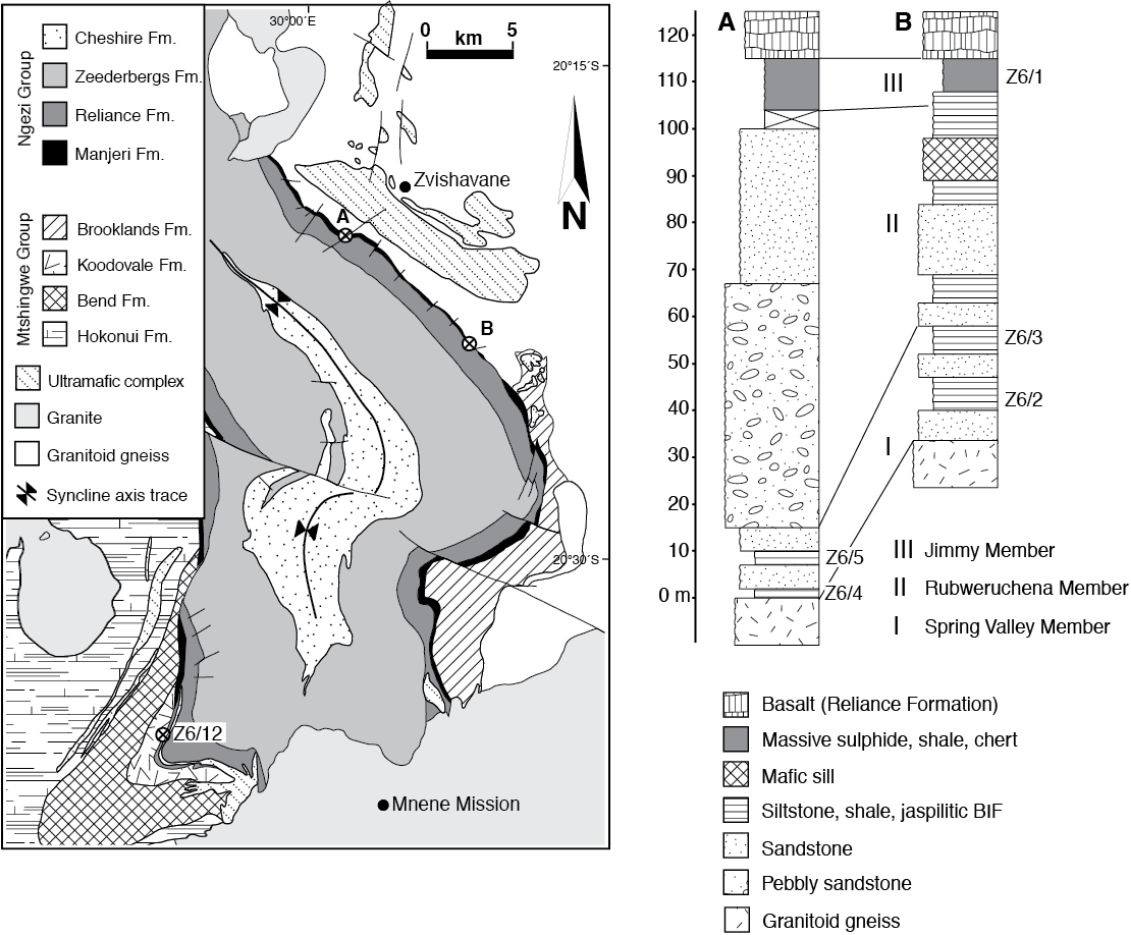 Ngezi Group
Cheshire Fm.
Zeederbergs Fm.
Reliance Fm.
Manjeri Fm.
Mtshingwe Group
Brooklands Fm.
Koodovale Fm.
Bend Fm.
Hokonui Fm.
Ultramafic complex
Granite
Granitoid gneiss
Syncline axis trace
30°00´E
0 5
km
20°15´S
Zvishavane
N
A
B
20°30´S
Z6/12
Mnene Mission
A
B
120
110
100
90
80
70
60
50
40
30
20
10
0 m
III
II
I
Z6/1
Z6/3
Z6/2
Z6/5
Z6/4
III Jimmy Member
II Rubweruchena Member
I Spring Valley Member
Basalt (Reliance Formation)
Massive sulphide, shale, chert
Mafic sill
Siltstone, shale, jaspilitic BIF
Sandstone
Pebbly sandstone
Granitoid gneiss